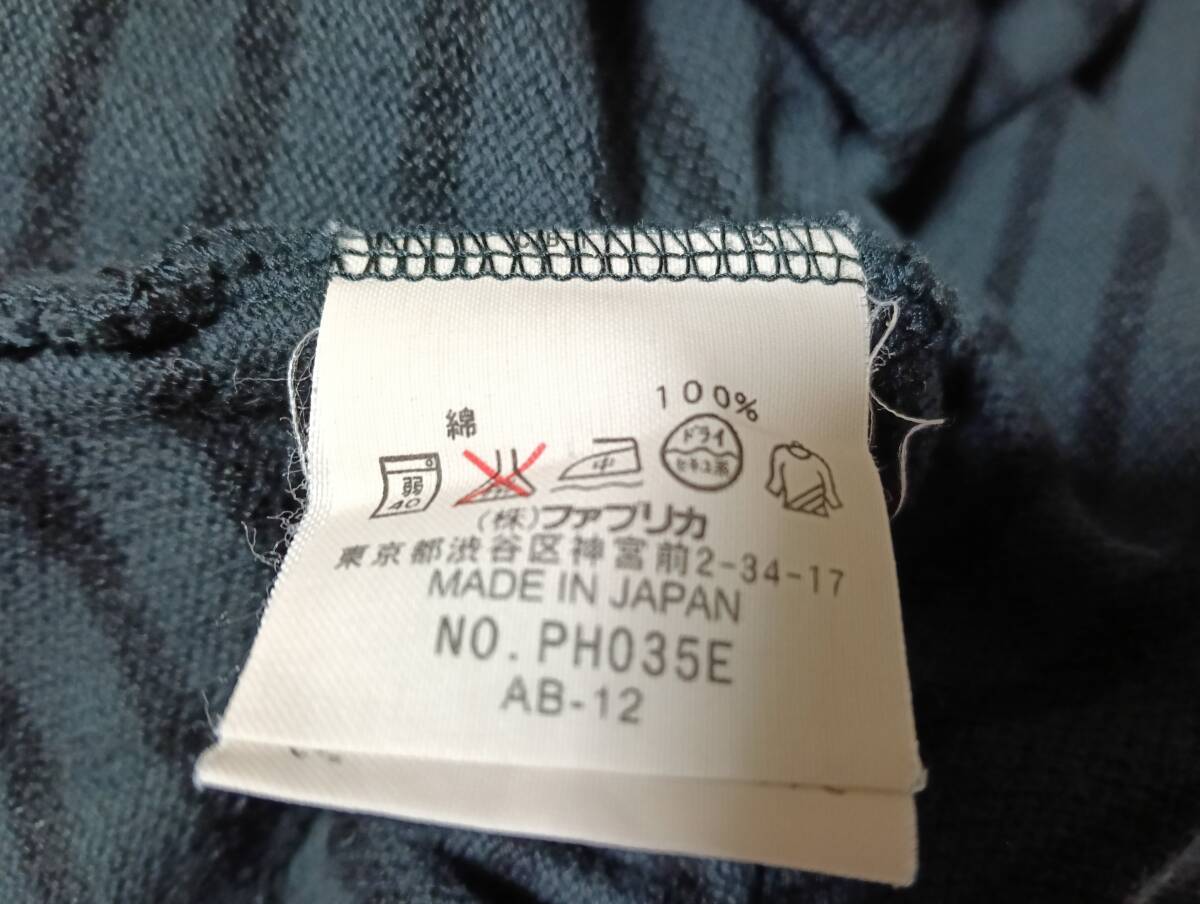 綿 100%
弱 40 中 ドライ セキユ系
(株)ファブリカ
東京都渋谷区神宮前2-34-17
MADE IN JAPAN
NO. PH035E
AB-12